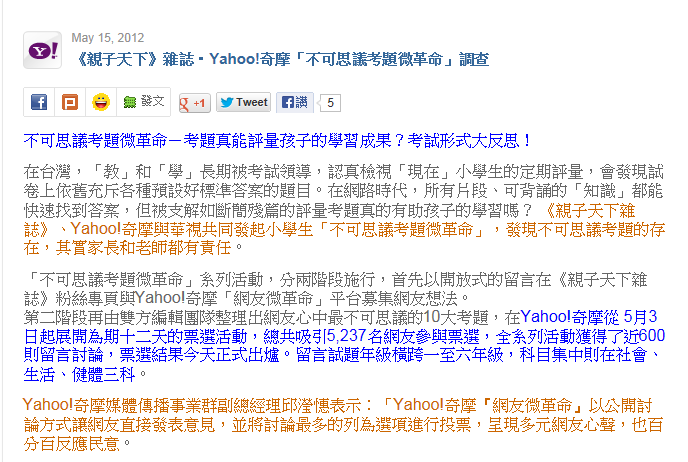 May 15, 2012
Y!
《親子天下》雜誌‧Yahoo!奇摩「不可思議考題微革命」調查
發文
+1
Tweet
讚
5
不可思議考題微革命－考題真能評量孩子的學習成果？考試形式大反思！
在台灣，「教」和「學」長期被考試領導，認真檢視「現在」小學生的定期評量，會發現試
卷上依舊充斥各種預設好標準答案的題目。在網路時代，所有片段、可背誦的「知識」都能
快速找到答案，但被支解如斷簡殘篇的評量考題真的有助孩子的學習嗎？ 《親子天下雜
誌》、Yahoo!奇摩與華視共同發起小學生「不可思議考題微革命」，發現不可思議考題的存
在，其實家長和老師都有責任。
「不可思議考題微革命」系列活動，分兩階段施行，首先以開放式的留言在《親子天下雜
誌》粉絲專頁與Yahoo!奇摩「網友微革命」平台募集網友想法。
第二階段再由雙方編輯團隊整理出網友心中最不可思議的10大考題，在Yahoo!奇摩從 5月3
日起展開為期十二天的票選活動，總共吸引5,237名網友參與票選，全系列活動獲得了近600
則留言討論，票選結果今天正式出爐。留言試題年級橫跨一至六年級，科目集中則在社會、
生活、健體三科。
Yahoo!奇摩媒體傳播事業群副總經理邱瀅憓表示：「Yahoo!奇摩『網友微革命』以公開討
論方式讓網友直接發表意見，並將討論最多的列為選項進行投票，呈現多元網友心聲，也百
分百反應民意。